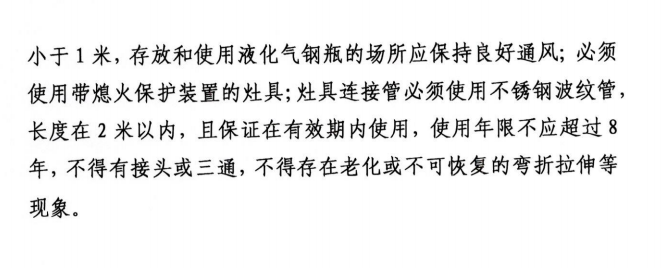 小于 1 米，存放和使用液化气钢瓶的场所应保持良好通风；必须
使用带熄火保护装置的灶具；灶具连接管必须使用不锈钢波纹管，
长度在 2 米以内，且保证在有效期内使用，使用年限不应超过 8
年，不得有接头或三通，不得存在老化或不可恢复的弯折拉伸等
现象。